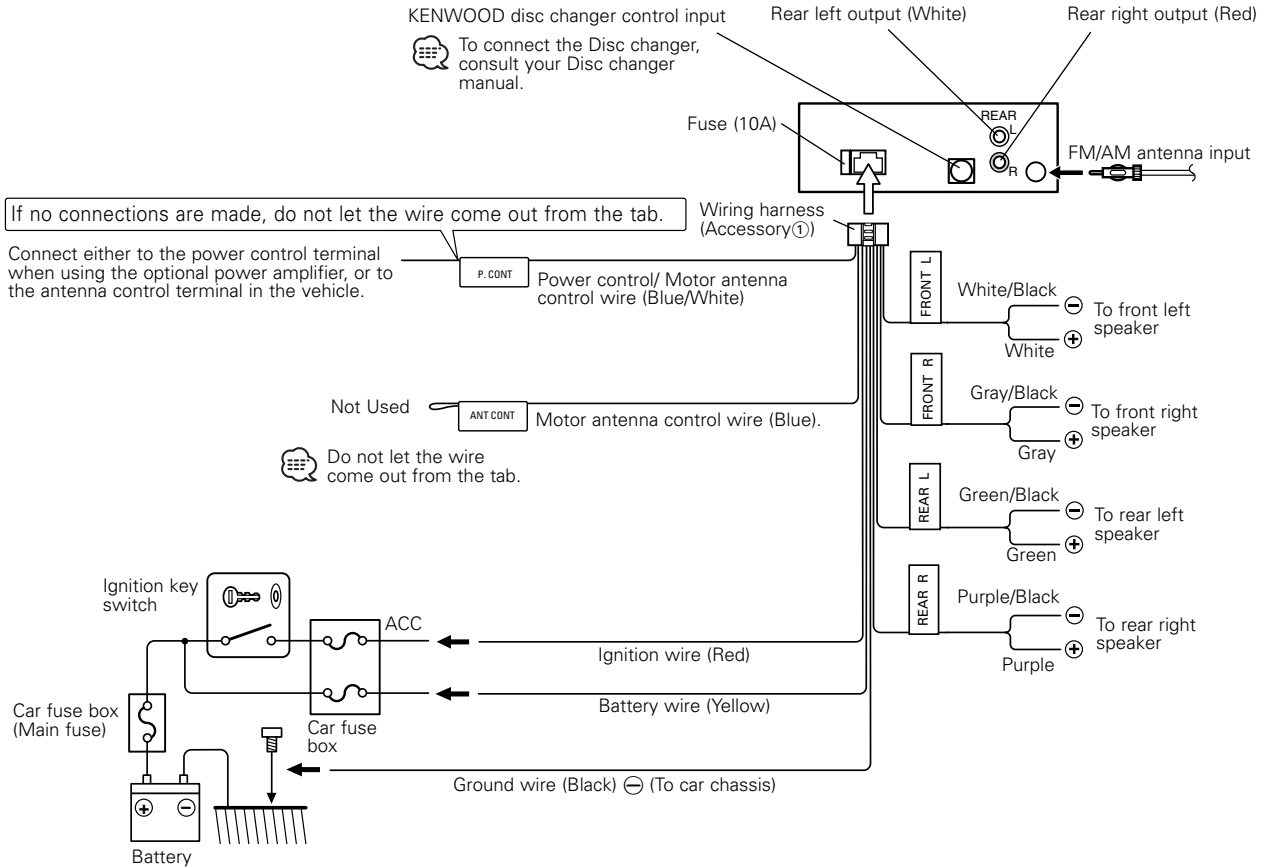 KENWOOD disc changer control input
To connect the Disc changer,
consult your Disc changer
manual.
Rear left output (White)
Rear right output (Red)
REAR
L
R
Fuse (10A)
FM/AM antenna input
If no connections are made, do not let the wire come out from the tab.
Wiring harness
(Accessory①)
Connect either to the power control terminal
when using the optional power amplifier, or to
the antenna control terminal in the vehicle.
P. CONT
Power control/ Motor antenna
control wire (Blue/White)
FRONT L
White/Black
⊖
To front left
speaker
⊕
White
FRONT R
Gray/Black
⊖
To front right
speaker
⊕
Gray
Not Used
ANT CONT
Motor antenna control wire (Blue).
Do not let the wire
come out from the tab.
REAR L
Green/Black
⊖
To rear left
speaker
⊕
Green
REAR R
Purple/Black
⊖
To rear right
speaker
⊕
Purple
Ignition key
switch
ACC
Ignition wire (Red)
Battery wire (Yellow)
Car fuse box
(Main fuse)
Car fuse
box
Ground wire (Black) ⊖ (To car chassis)
⊕ ⊖
Battery